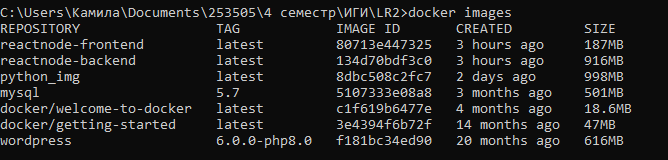 C:\Users\Камила\Documents\253505\4 семестр\ИГИ\LR2>docker images
REPOSITORY TAG IMAGE ID CREATED SIZE
reactnode-frontend latest 80713e447325 3 hours ago 187MB
reactnode-backend latest 134d70bdf3c0 3 hours ago 916MB
python_img latest 8dbc508c2fc7 2 days ago 998MB
mysql 5.7 5107333e08a8 3 months ago 501MB
docker/welcome-to-docker latest c1f619b6477e 4 months ago 18.6MB
docker/getting-started latest 3e4394f6b72f 14 months ago 47MB
wordpress 6.0.0-php8.0 f181bc34ed90 20 months ago 616MB